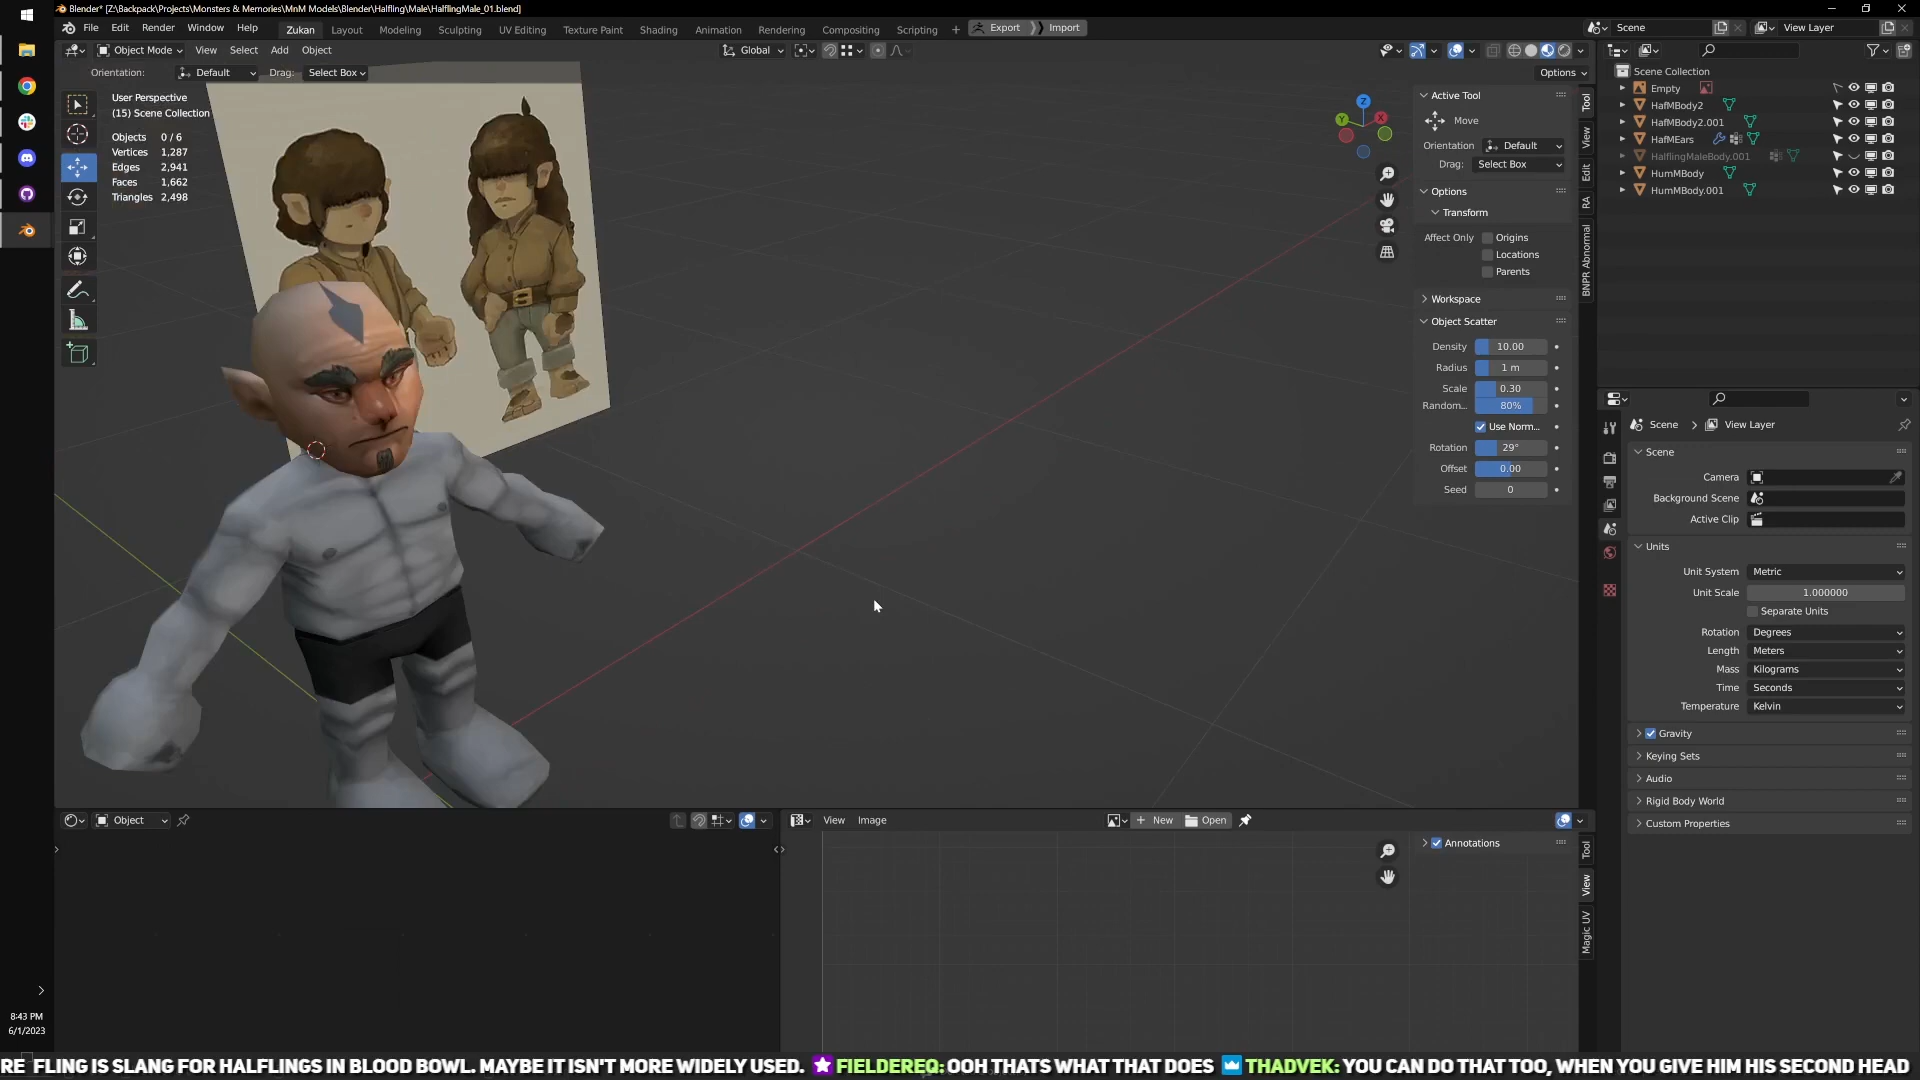 Blender* [Z:\Backpack\Projects\Monsters & Memories\MnM Models\Blender\Halfling\Male\HalflingMale_01.blend]
File Edit Render Window Help Zukan Layout Modeling Sculpting UV Editing Texture Paint Shading Animation Rendering Compositing Scripting + Export Import Scene View Layer
Object Mode View Select Add Object Global
Orientation: Default Drag: Select Box Options
User Perspective
(15) Scene Collection
Objects 0 / 6
Vertices 1,287
Edges 2,941
Faces 1,662
Triangles 2,498
Z
Y
X
Active Tool
Move
Orientation Default
Drag: Select Box
Options
Transform
Affect Only Origins
Locations
Parents
Workspace
Object Scatter
Density 10.00
Radius 1 m
Scale 0.30
Random... 80%
Use Norm...
Rotation 29°
Offset 0.00
Seed 0
Tool
View
Edit
RA
BNPR Abnormal
Scene Collection
Empty
HafMBody2
HafMBody2.001
HafMEars
HalflingMaleBody.001
HumMBody
HumMBody.001
Scene > View Layer
Scene
Camera
Background Scene
Active Clip
Units
Unit System Metric
Unit Scale 1.000000
Separate Units
Rotation Degrees
Length Meters
Mass Kilograms
Time Seconds
Temperature Kelvin
Gravity
Keying Sets
Audio
Rigid Body World
Custom Properties
Object
View Image + New Open
Annotations
Tool
View
Magic UV
8:43 PM
6/1/2023
RE FLING IS SLANG FOR HALFLINGS IN BLOOD BOWL. MAYBE IT ISN'T MORE WIDELY USED. FIELDEREQ: OOH THATS WHAT THAT DOES THADVEK: YOU CAN DO THAT TOO, WHEN YOU GIVE HIM HIS SECOND HEAD